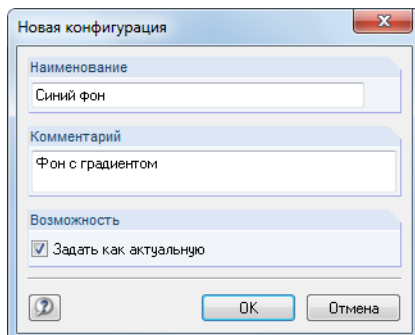 Новая конфигурация
Наименование
Синий фон
Комментарий
Фон с градиентом
Возможность
Задать как актуальную
OK
Отмена